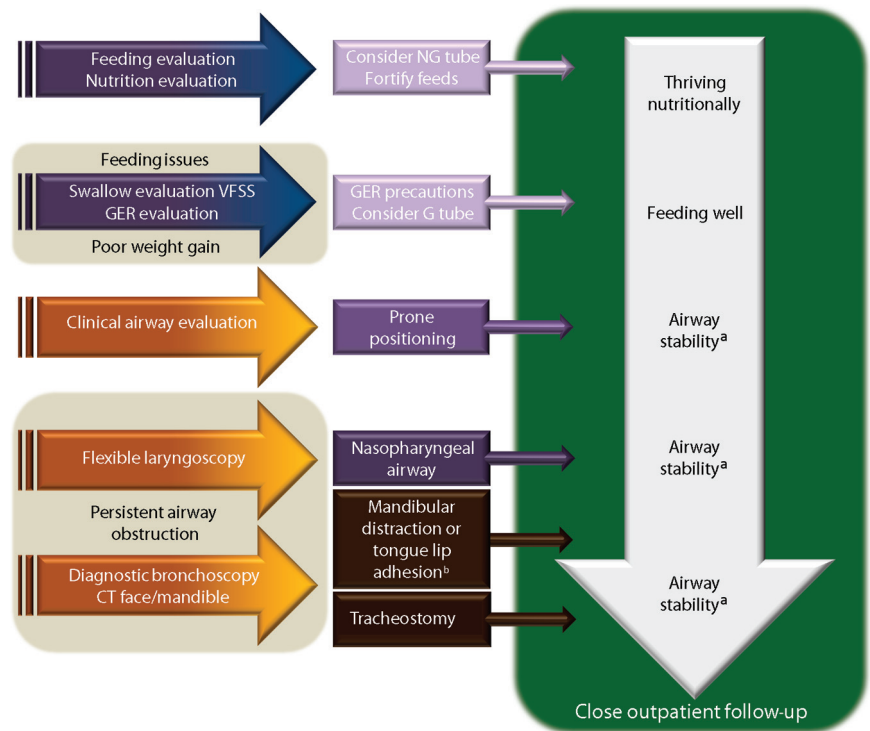 Feeding evaluation
Nutrition evaluation
Consider NG tube
Fortify feeds
Thriving
nutritionally
Feeding issues
Swallow evaluation VFSS
GER evaluation
Poor weight gain
GER precautions
Consider G tube
Feeding well
Clinical airway evaluation
Prone
positioning
Airway
stabilityᵃ
Flexible laryngoscopy
Nasopharyngeal
airway
Airway
stabilityᵃ
Persistent airway
obstruction
Mandibular
distraction or
tongue lip
adhesionᵇ
Diagnostic bronchoscopy
CT face/mandible
Tracheostomy
Airway
stabilityᵃ
Close outpatient follow-up